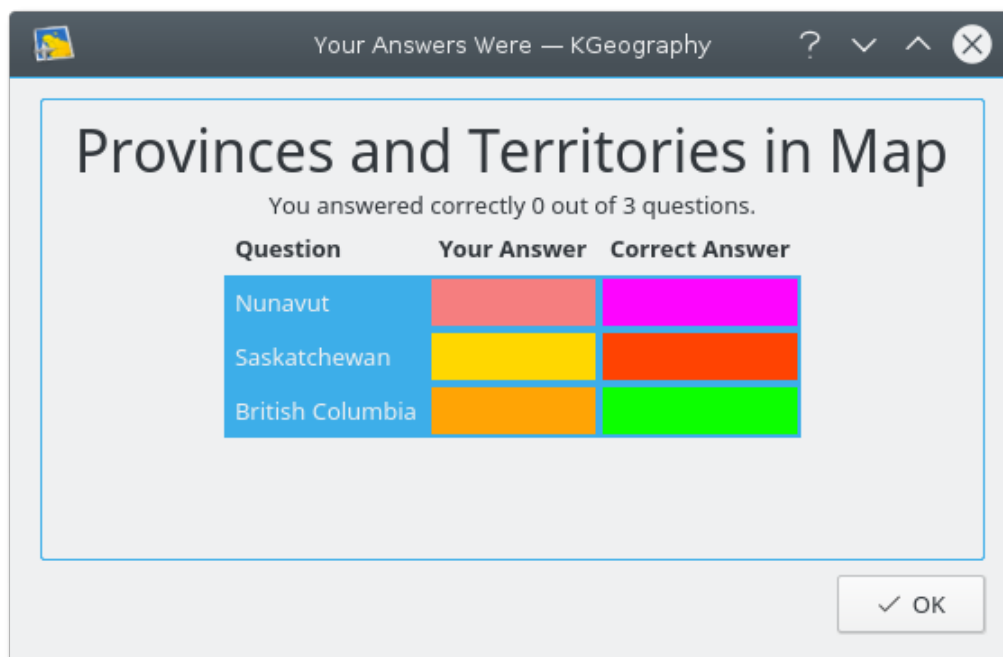 Your Answers Were — KGeography
Provinces and Territories in Map
You answered correctly 0 out of 3 questions.
Question Your Answer Correct Answer
Nunavut
Saskatchewan
British Columbia
OK